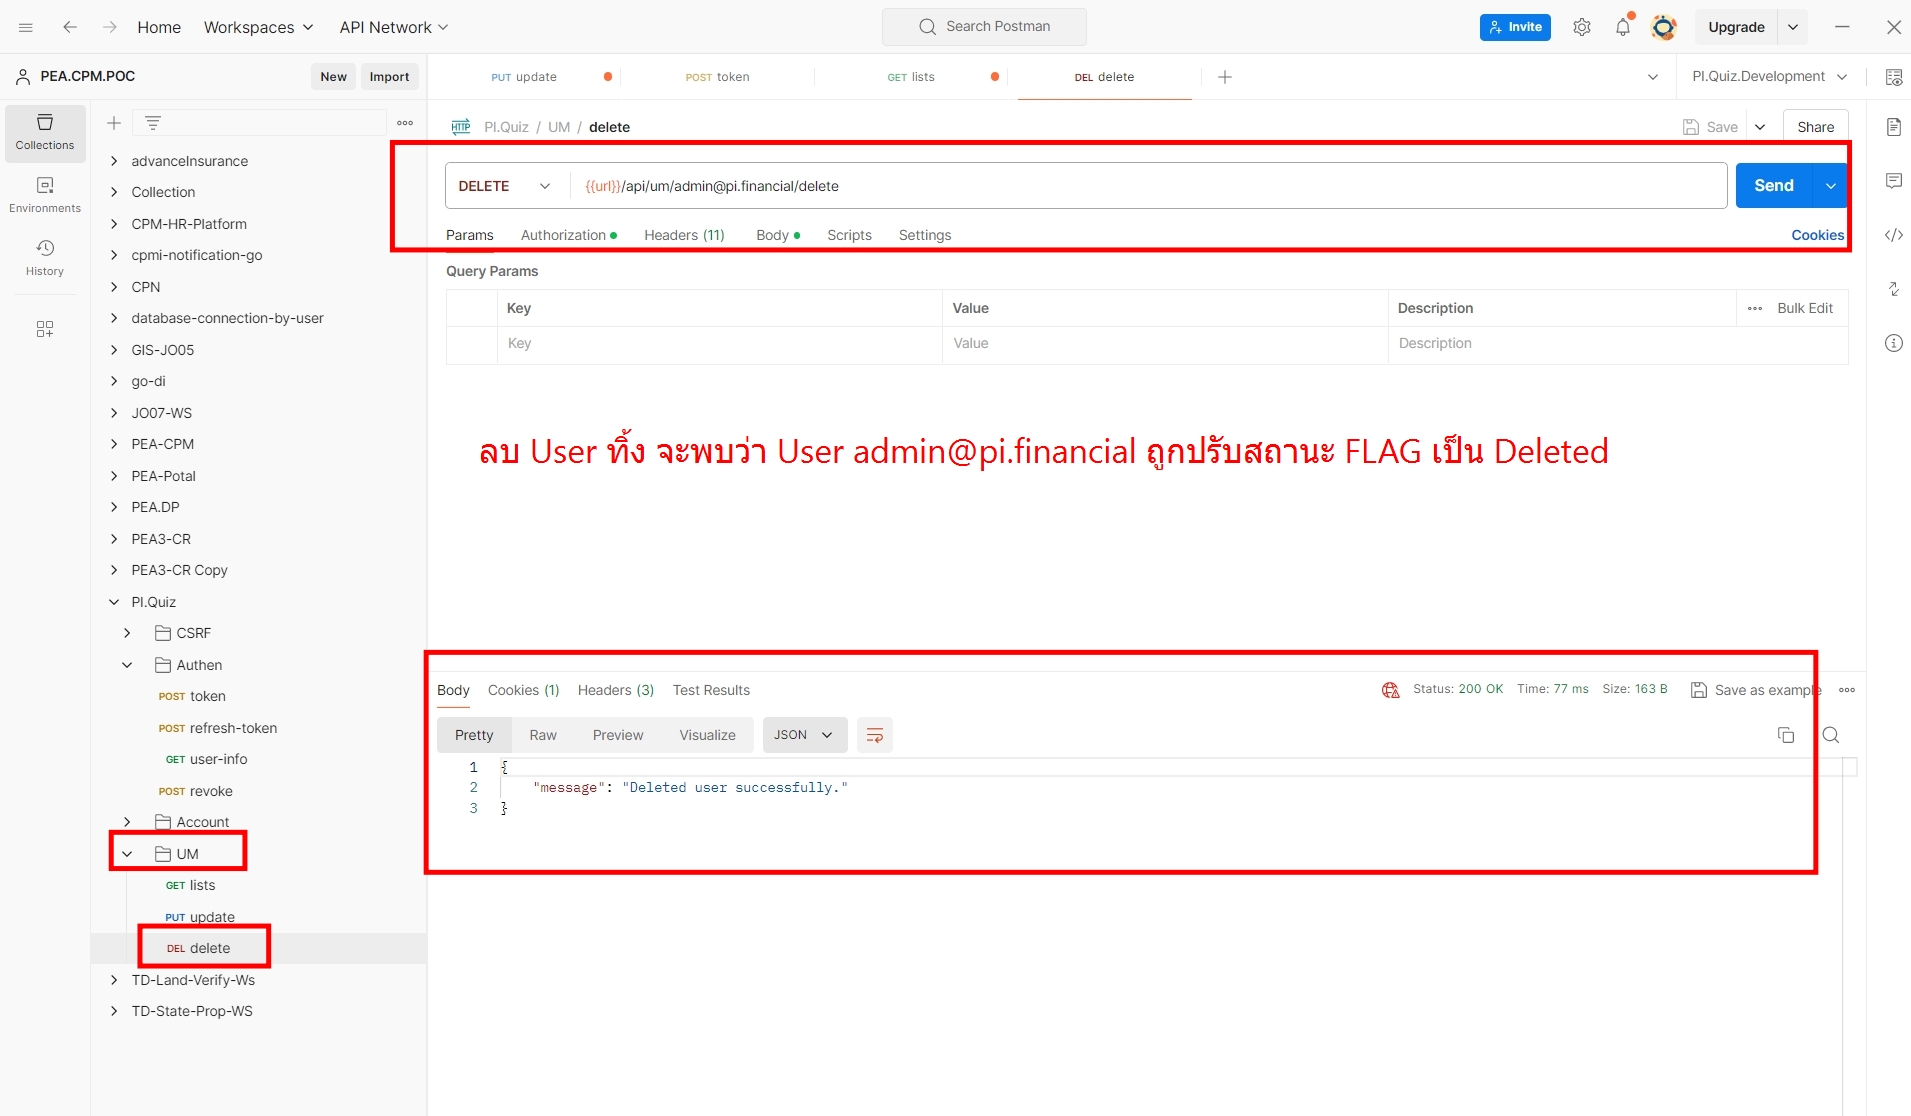 Home Workspaces API Network Search Postman Invite Upgrade
PEA.CPM.POC New Import PUT update POST token GET lists DEL delete PI.Quiz.Development
Collections
Environments
History
advanceInsurance
Collection
CPM-HR-Platform
cpmi-notification-go
CPN
database-connection-by-user
GIS-JO05
go-di
JO07-WS
PEA-CPM
PEA-Potal
PEA.DP
PEA3-CR
PEA3-CR Copy
PI.Quiz
CSRF
Authen
POST token
POST refresh-token
GET user-info
POST revoke
Account
UM
GET lists
PUT update
DEL delete
TD-Land-Verify-Ws
TD-State-Prop-WS
HTTP PI.Quiz / UM / delete Save Share
DELETE {{url}}/api/um/admin@pi.financial/delete Send
Params Authorization Headers (11) Body Scripts Settings Cookies
Query Params
Key Value Description Bulk Edit
Key Value Description
ลบ User ทิ้ง จะพบว่า User admin@pi.financial ถูกปรับสถานะ FLAG เป็น Deleted
Body Cookies (1) Headers (3) Test Results Status: 200 OK Time: 77 ms Size: 163 B Save as example
Pretty Raw Preview Visualize JSON
1 {
2 "message": "Deleted user successfully."
3 }